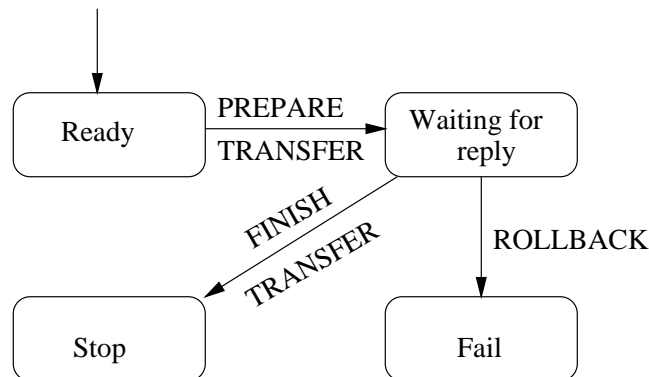 PREPARE
Ready
TRANSFER
Waiting for
reply
FINISH
TRANSFER
ROLLBACK
Stop
Fail